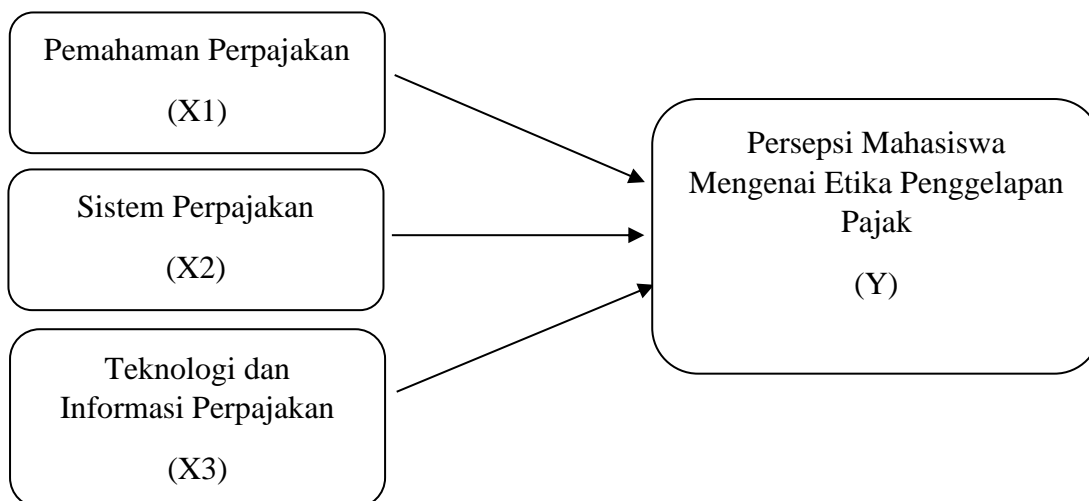 Pemahaman Perpajakan
(X1)
Sistem Perpajakan
(X2)
Teknologi dan
Informasi Perpajakan
(X3)
Persepsi Mahasiswa
Mengenai Etika Penggelapan
Pajak
(Y)